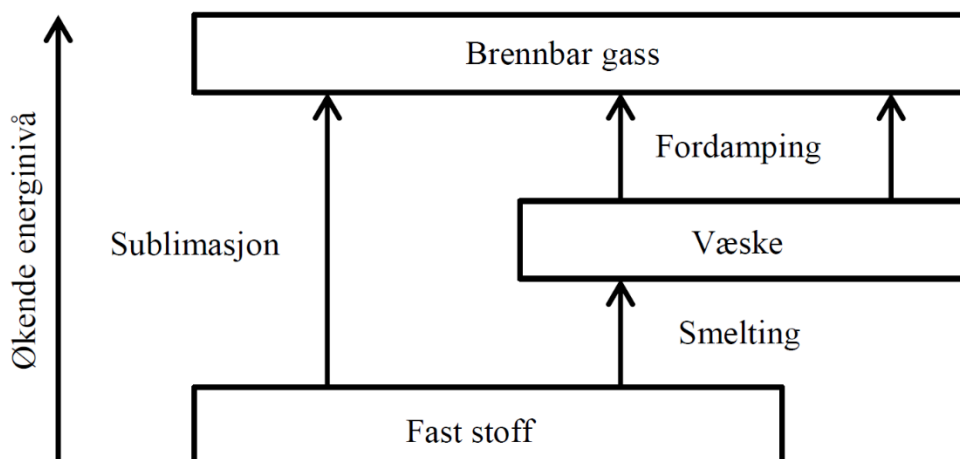 Brennbar gass
Økende energinivå
Fordamping
Sublimasjon
Væske
Smelting
Fast stoff